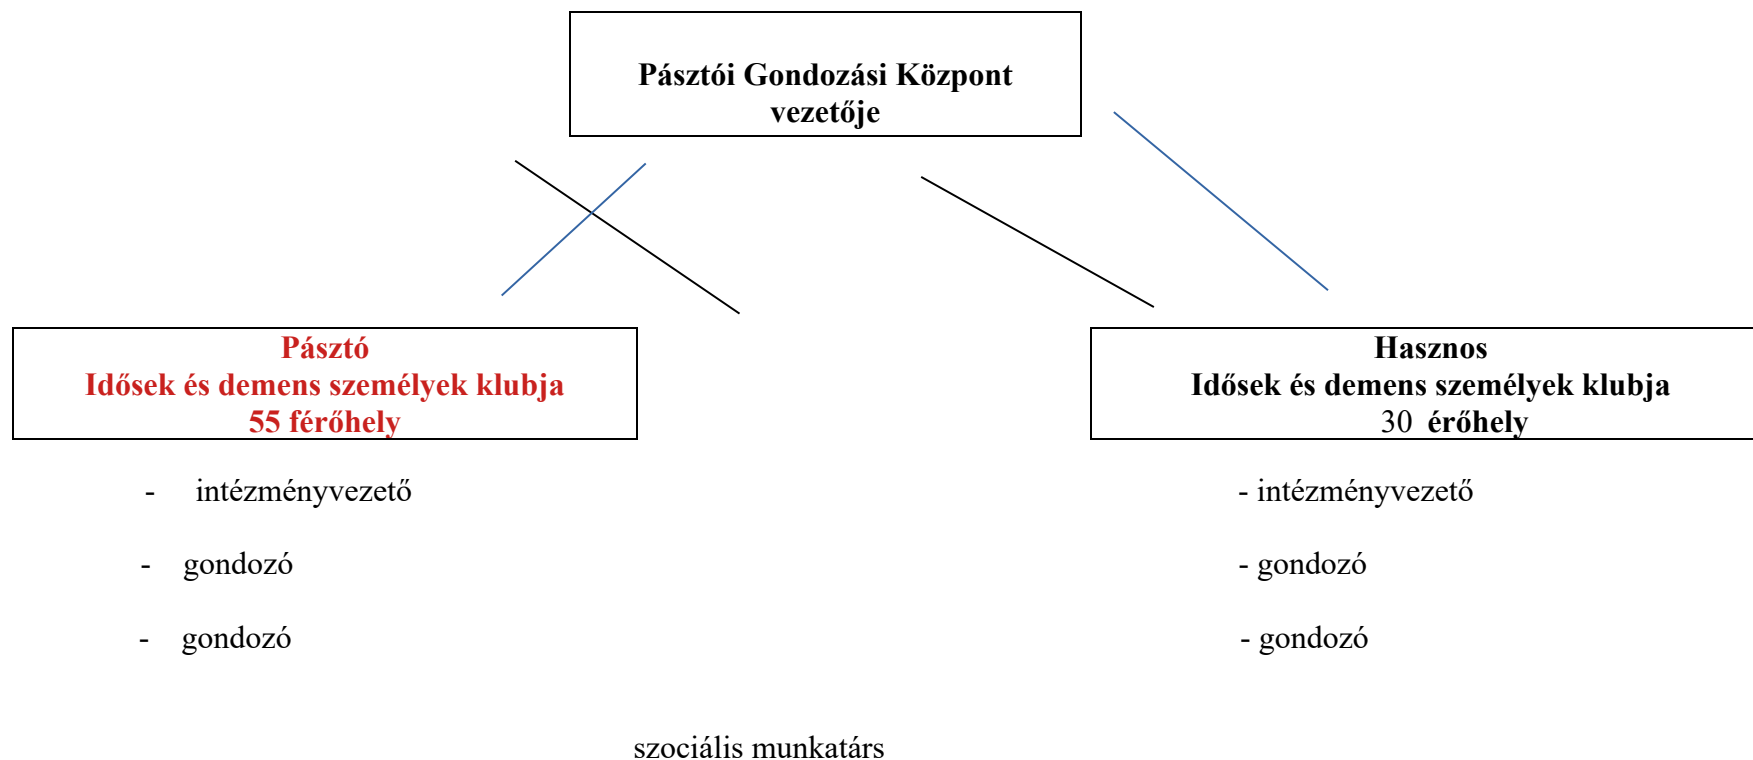 Pásztói Gondozási Központ
vezetője
Pásztó
Idősek és demens személyek klubja
55 férőhely
Hasznos
Idősek és demens személyek klubja
30 érőhely
- intézményvezető
- gondozó
- gondozó
- intézményvezető
- gondozó
- gondozó
szociális munkatárs